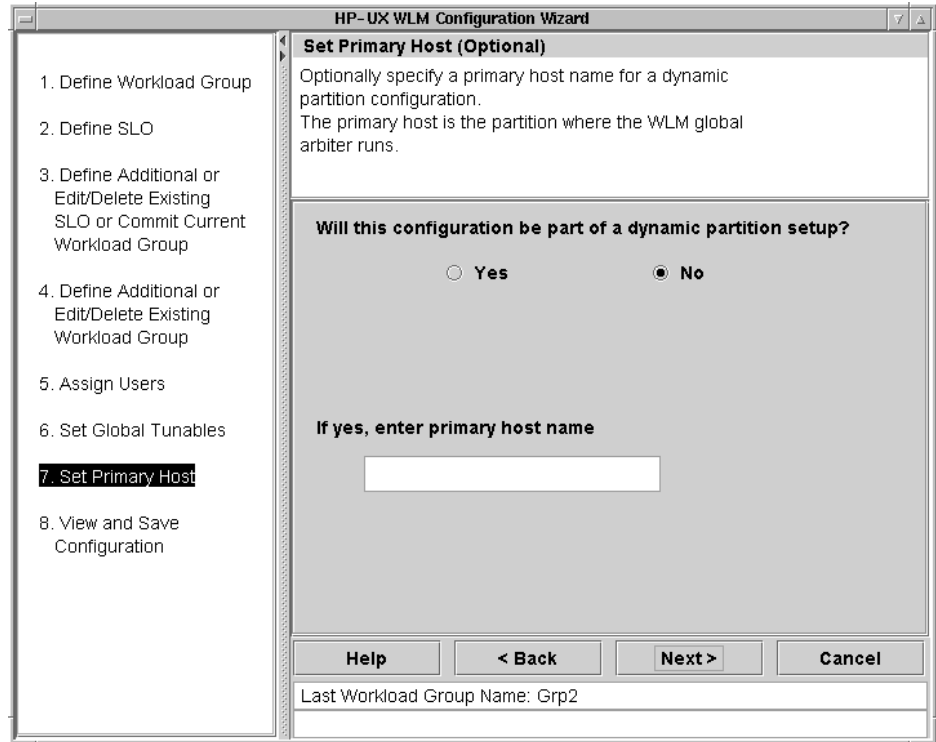 HP-UX WLM Configuration Wizard
1. Define Workload Group
2. Define SLO
3. Define Additional or
Edit/Delete Existing
SLO or Commit Current
Workload Group
4. Define Additional or
Edit/Delete Existing
Workload Group
5. Assign Users
6. Set Global Tunables
7. Set Primary Host
8. View and Save
Configuration
Set Primary Host (Optional)
Optionally specify a primary host name for a dynamic
partition configuration.
The primary host is the partition where the WLM global
arbiter runs.
Will this configuration be part of a dynamic partition setup?
Yes No
If yes, enter primary host name
Help < Back Next > Cancel
Last Workload Group Name: Grp2